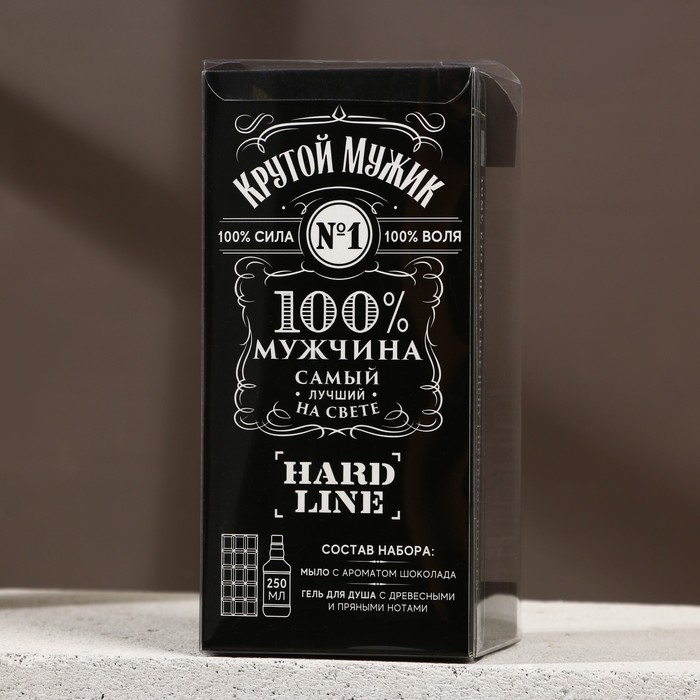 КРУТОЙ МУЖИК
100% СИЛА №1 100% ВОЛЯ
100%
МУЖЧИНА
САМЫЙ
• ЛУЧШИЙ •
НА СВЕТЕ
HARD
LINE
СОСТАВ НАБОРА:
МЫЛО С АРОМАТОМ ШОКОЛАДА
ГЕЛЬ ДЛЯ ДУША С ДРЕВЕСНЫМИ
И ПРЯНЫМИ НОТАМИ
250
МЛ